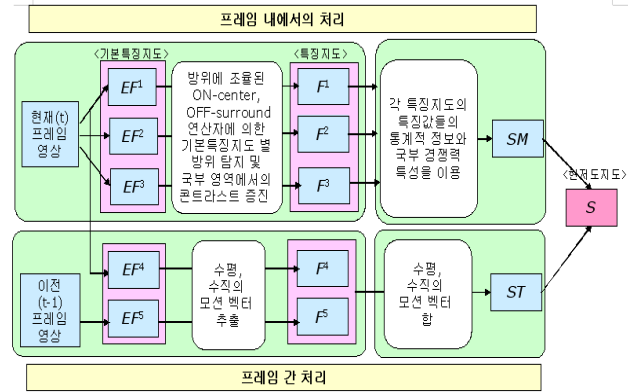 프레임 내에서의 처리
<기본특징지도>
<특징지도>
현재(t)
프레임
영상
EF1
EF2
EF3
방위에 조율된
ON-center,
OFF-surround
연산자에 의한
기본특징지도 별
방위 탐지 및
국부 영역에서의
콘트라스트 증진
F1
F2
F3
각 특징지도의
특징값들의
통계적 정보와
국부 경쟁력
특성을 이용
SM
<현저도지도>
S
이전
(t-1)
프레임
영상
EF4
EF5
수평,
수직의
모션 벡터
추출
F4
F5
수평,
수직의
모션 벡터
합
ST
프레임 간 처리